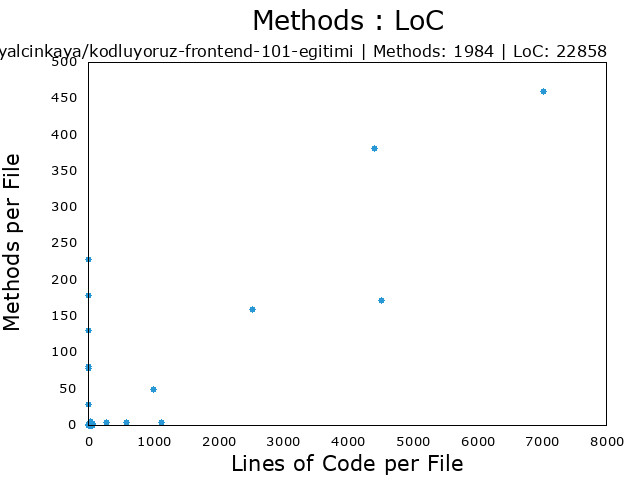 Methods : LoC
yalcinkaya/kodluyoruz-frontend-101-egitimi | Methods: 1984 | LoC: 22858
500
450
400
350
300
250
200
150
100
50
0
Methods per File
0 1000 2000 3000 4000 5000 6000 7000 8000
Lines of Code per File